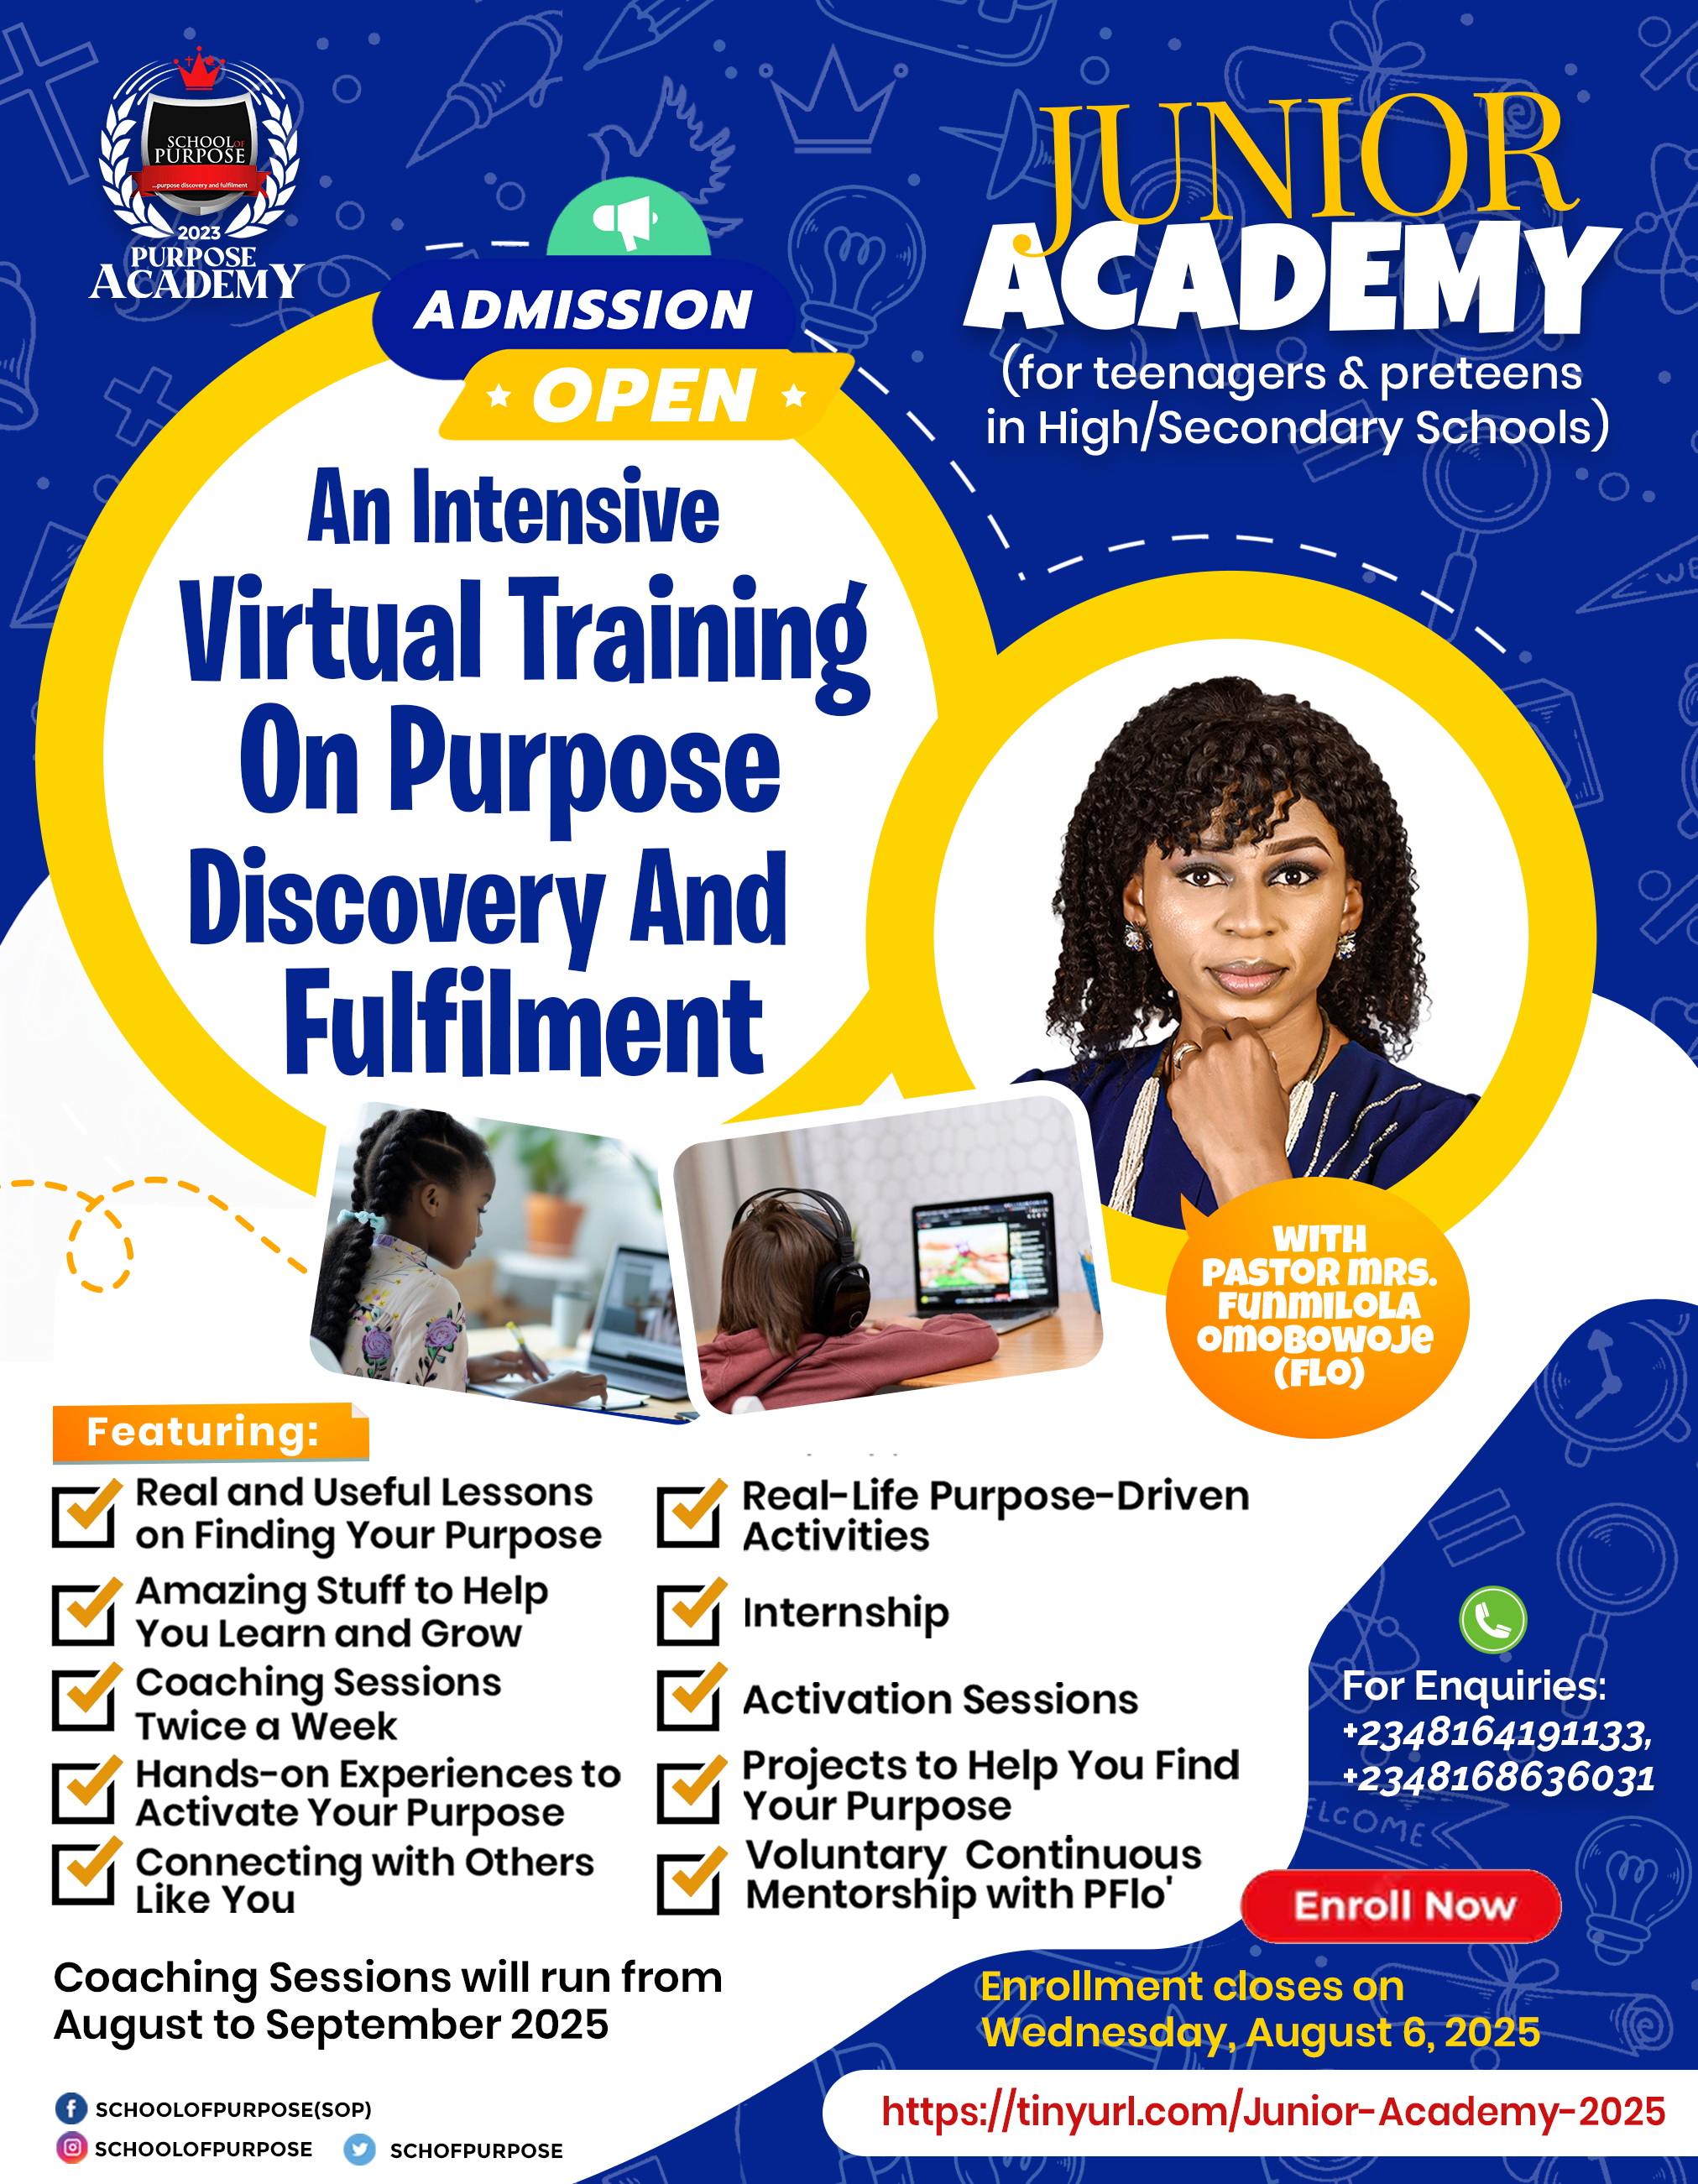 SCHOOL OF
PURPOSE
...purpose discovery and fulfilment
2023
PURPOSE
ACADEMY
JUNIOR
ACADEMY
(for teenagers & preteens
in High/Secondary Schools)
ADMISSION
OPEN
An Intensive
Virtual Training
On Purpose
Discovery And
Fulfilment
WITH
PASTOR MRS.
FUNMILOLA
OMOBOWOJE
(FLO)
Featuring:
Real and Useful Lessons
on Finding Your Purpose
Amazing Stuff to Help
You Learn and Grow
Coaching Sessions
Twice a Week
Hands-on Experiences to
Activate Your Purpose
Connecting with Others
Like You
Real-Life Purpose-Driven
Activities
Internship
Activation Sessions
Projects to Help You Find
Your Purpose
Voluntary Continuous
Mentorship with PFlo'
For Enquiries:
+2348164191133,
+2348168636031
Enroll Now
Coaching Sessions will run from
August to September 2025
Enrollment closes on
Wednesday, August 6, 2025
https://tinyurl.com/Junior-Academy-2025
SCHOOLOFPURPOSE(SOP)
SCHOOLOFPURPOSE
SCHOFPURPOSE